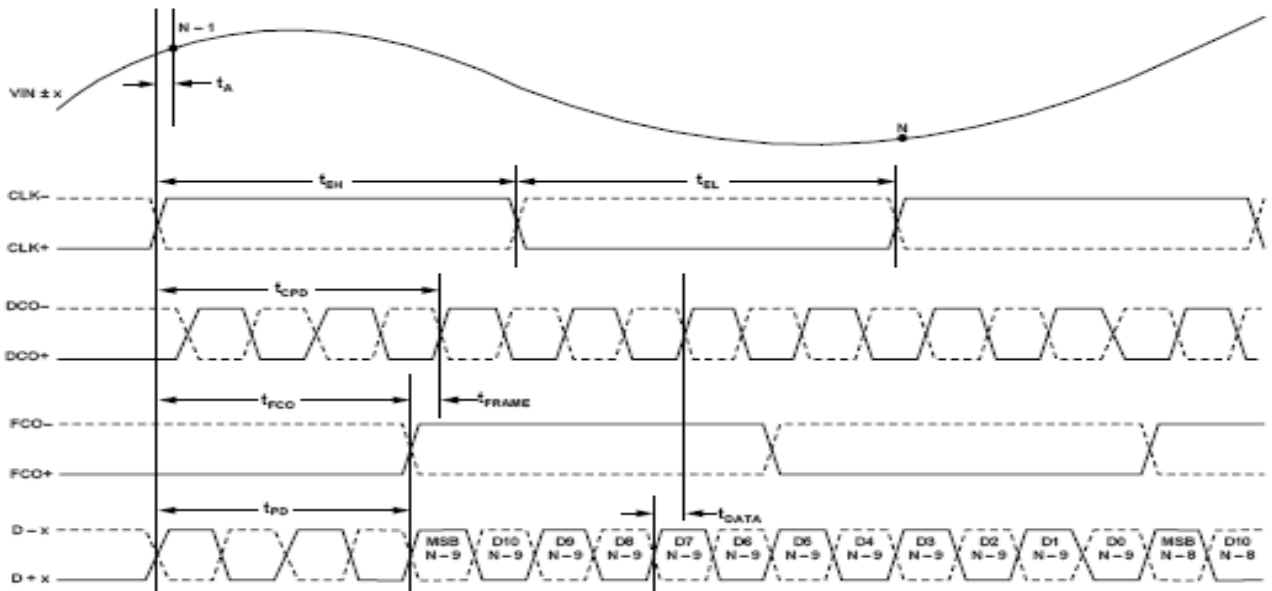 N – 1
VIN ± x
tA
N
tEH
tEL
CLK–
CLK+
tCPD
DCO–
DCO+
tFCO
tFRAME
FCO–
FCO+
tPD
tDATA
D – x
D + x
MSB N – 9
D10 N – 9
D9 N – 9
D8 N – 9
D7 N – 9
D6 N – 9
D5 N – 9
D4 N – 9
D3 N – 9
D2 N – 9
D1 N – 9
D0 N – 9
MSB N – 8
D10 N – 8